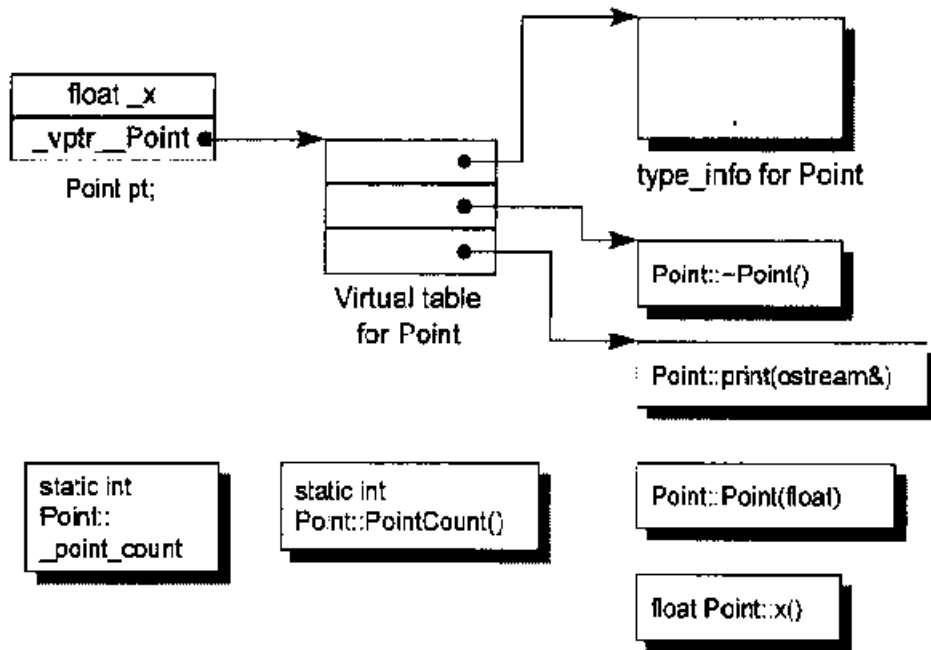 float _x
_vptr__Point
Point pt;
Virtual table
for Point
type_info for Point
Point::~Point()
Point::print(ostream&)
static int
Point::
_point_count
static int
Point::PointCount()
Point::Point(float)
float Point::x()